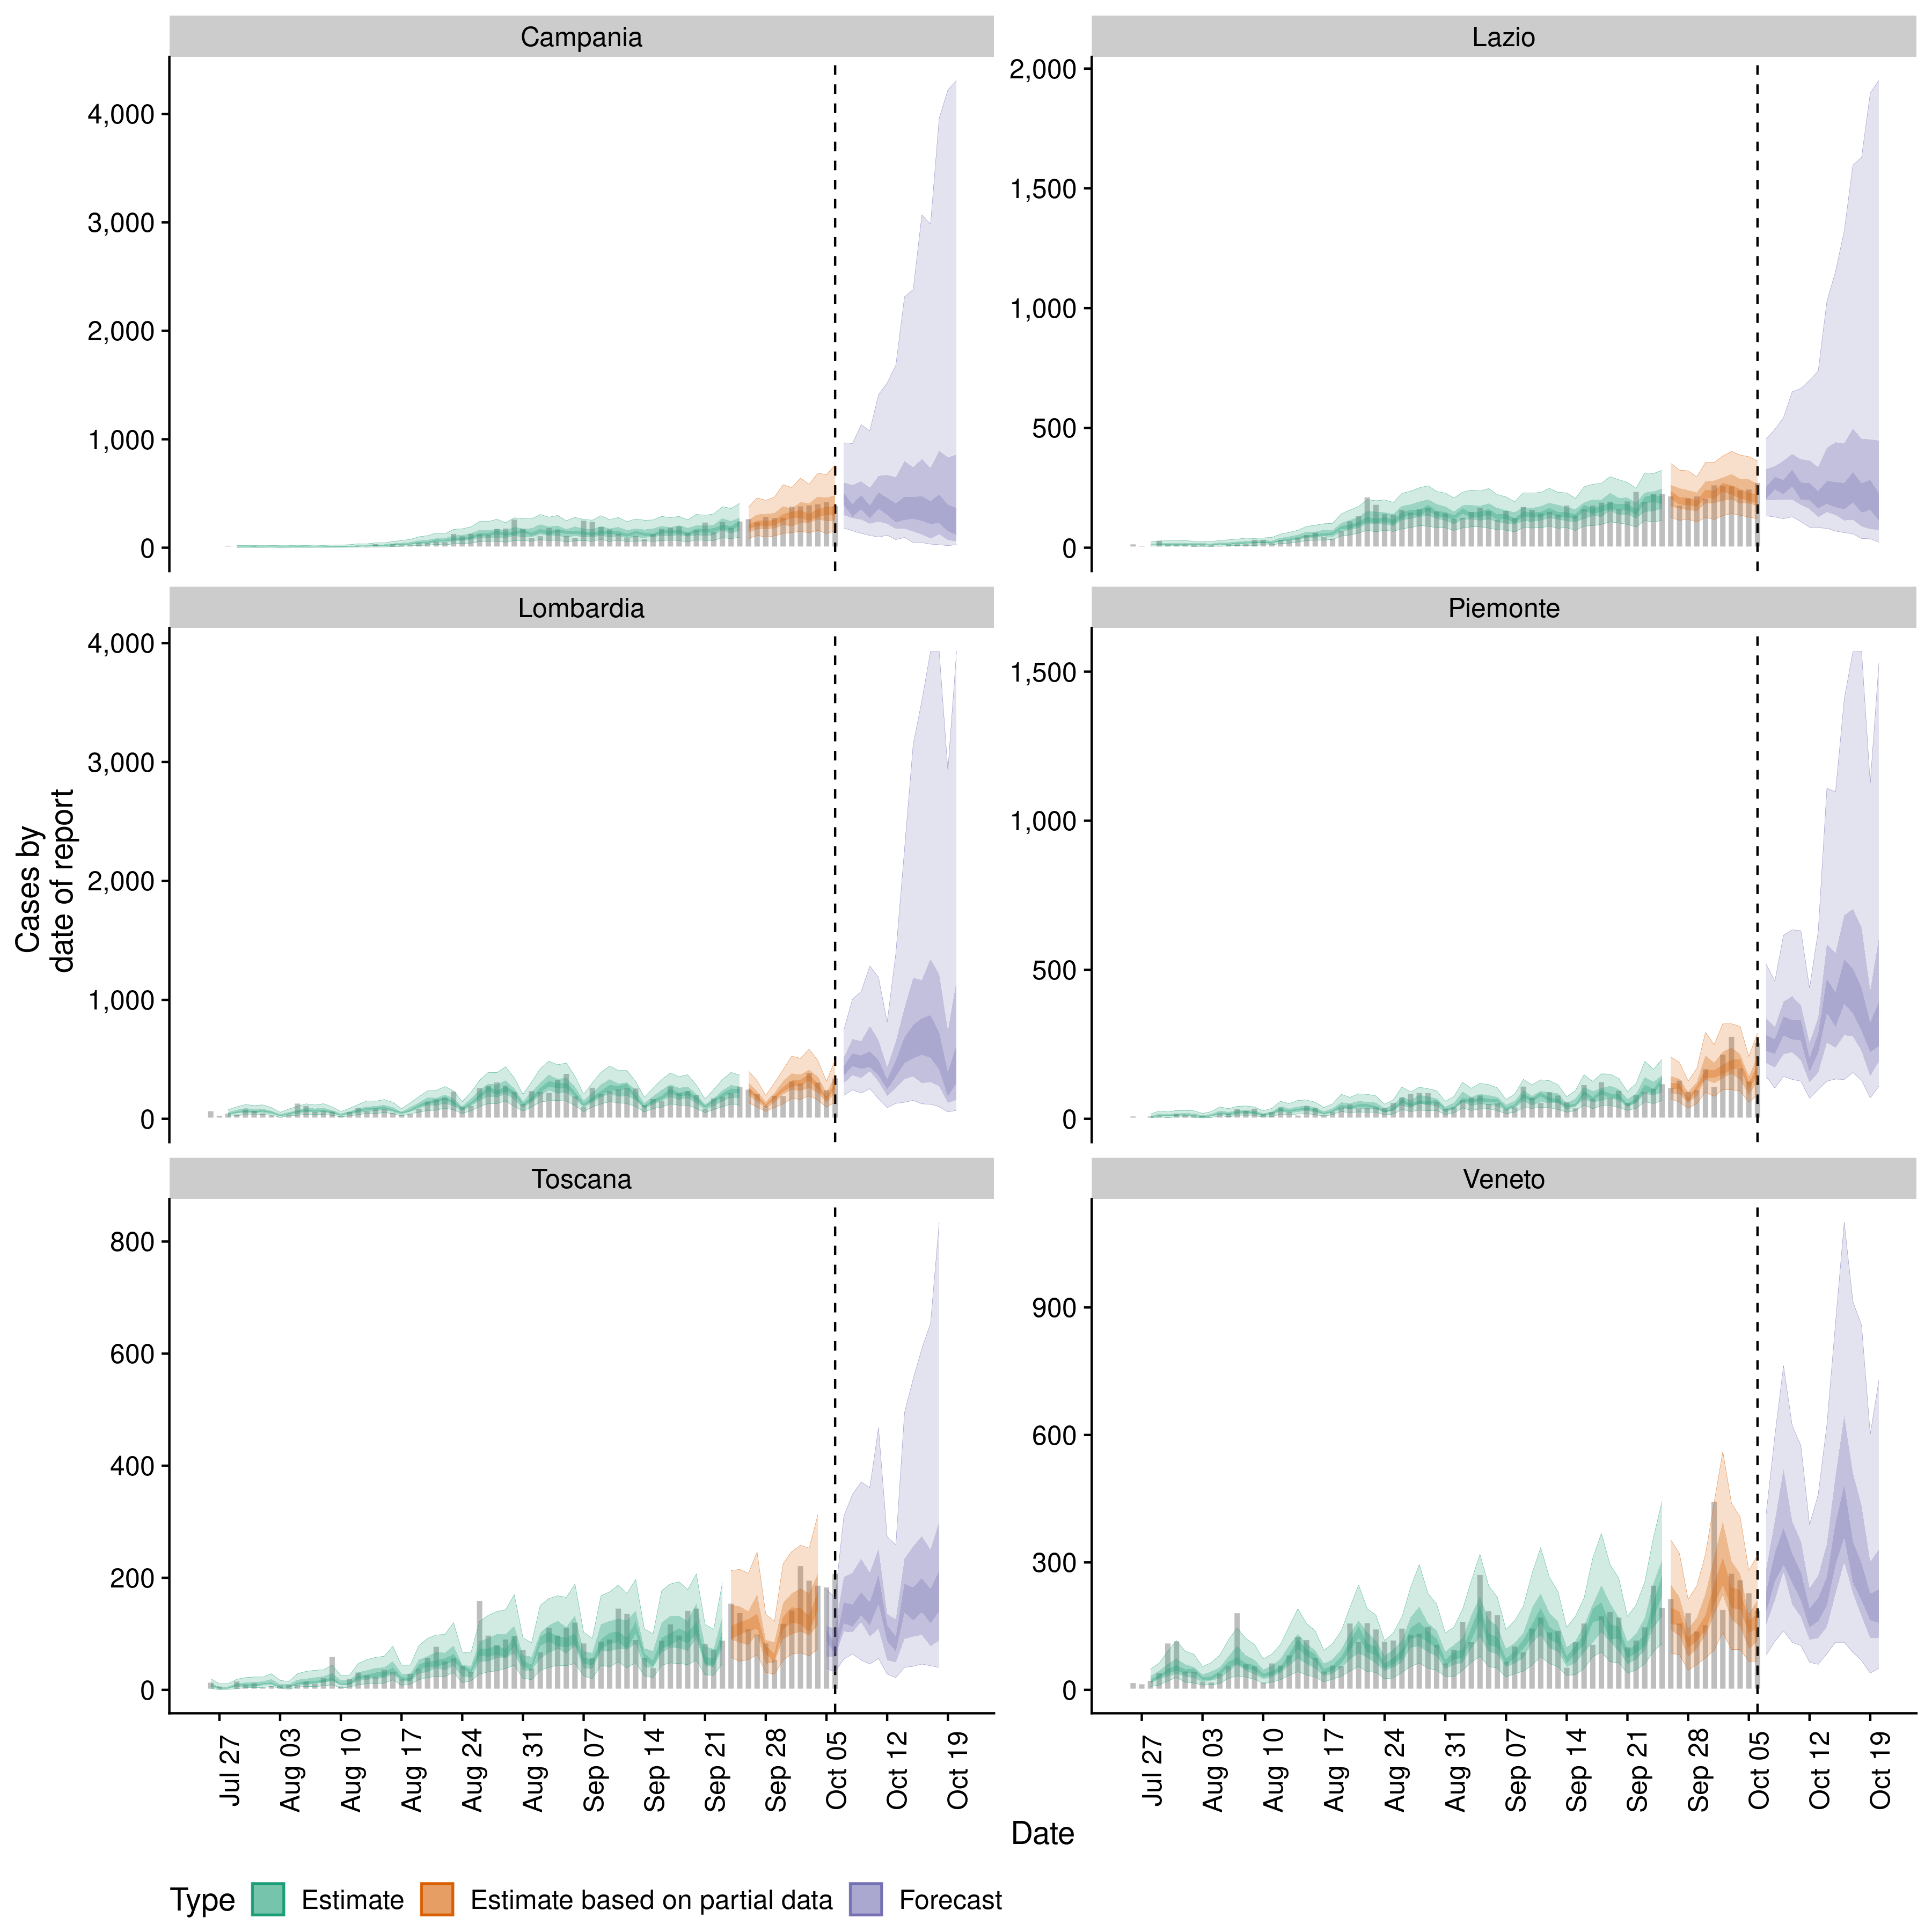 Campania
Lazio
4,000
3,000
2,000
1,000
0
2,000
1,500
1,000
500
0
Lombardia
Piemonte
4,000
3,000
2,000
1,000
0
1,500
1,000
500
0
Cases by
date of report
Toscana
Veneto
800
600
400
200
0
900
600
300
0
Jul 27
Aug 03
Aug 10
Aug 17
Aug 24
Aug 31
Sep 07
Sep 14
Sep 21
Sep 28
Oct 05
Oct 12
Oct 19
Jul 27
Aug 03
Aug 10
Aug 17
Aug 24
Aug 31
Sep 07
Sep 14
Sep 21
Sep 28
Oct 05
Oct 12
Oct 19
Date
Type Estimate Estimate based on partial data Forecast